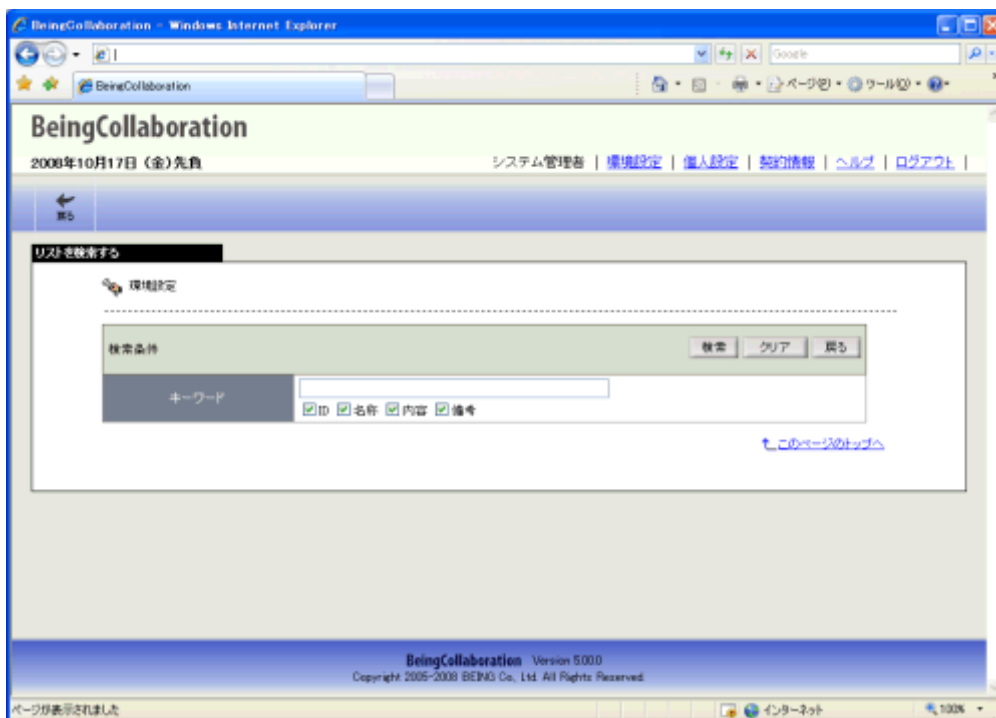 BeingCollaboration - Windows Internet Explorer
Google
BeingCollaboration
ページ(P) ツール(O)
BeingCollaboration
2008年10月17日(金)先負
システム管理者 | 環境設定 | 個人設定 | 契約情報 | ヘルプ | ログアウト |
戻る
リストを検索する
環境設定
検索条件
検索 クリア 戻る
キーワード
ID 名称 内容 備考
このページのトップへ
BeingCollaboration Version 5.00.0
Copyright 2005-2008 BEING Co., Ltd. All Rights Reserved.
ページが表示されました
インターネット
100%